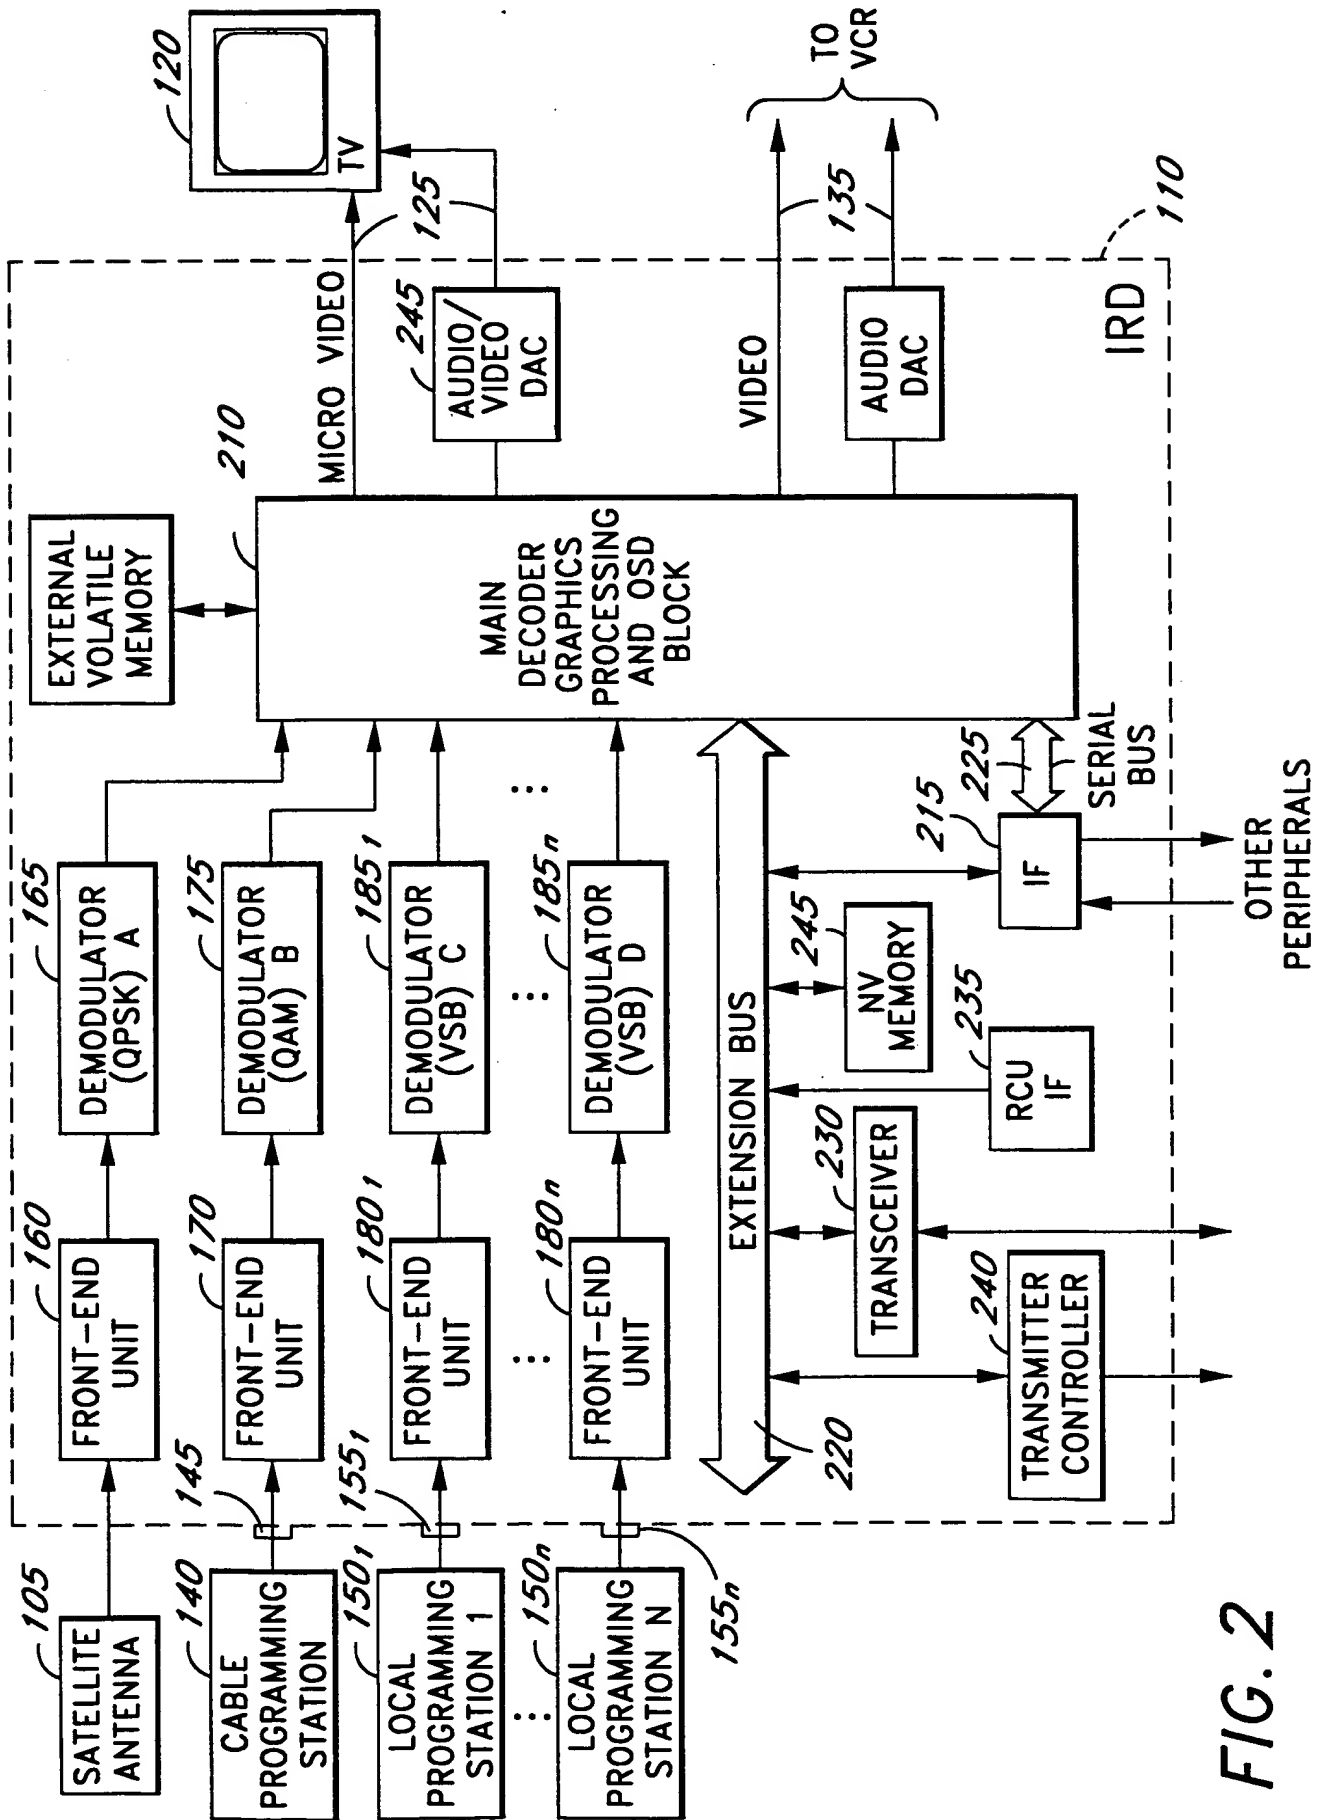 105
SATELLITE
ANTENNA
160
FRONT-END
UNIT
165
DEMODULATOR
(QPSK) A
EXTERNAL
VOLATILE
MEMORY
120
TV
140
CABLE
PROGRAMMING
STATION
145
170
FRONT-END
UNIT
175
DEMODULATOR
(QAM) B
210
MICRO VIDEO
125
150₁
LOCAL
PROGRAMMING
STATION 1
155₁
180₁
FRONT-END
UNIT
185₁
DEMODULATOR
(VSB) C
MAIN
DECODER
GRAPHICS
PROCESSING
AND OSD
BLOCK
245
AUDIO/
VIDEO
DAC
150n
LOCAL
PROGRAMMING
STATION N
155n
180n
FRONT-END
UNIT
185n
DEMODULATOR
(VSB) D
VIDEO
135
TO
VCR
EXTENSION BUS
220
AUDIO
DAC
230
TRANSCEIVER
245
NV
MEMORY
215
IF
225
SERIAL
BUS
240
TRANSMITTER
CONTROLLER
235
RCU
IF
IRD
110
OTHER
PERIPHERALS
FIG. 2